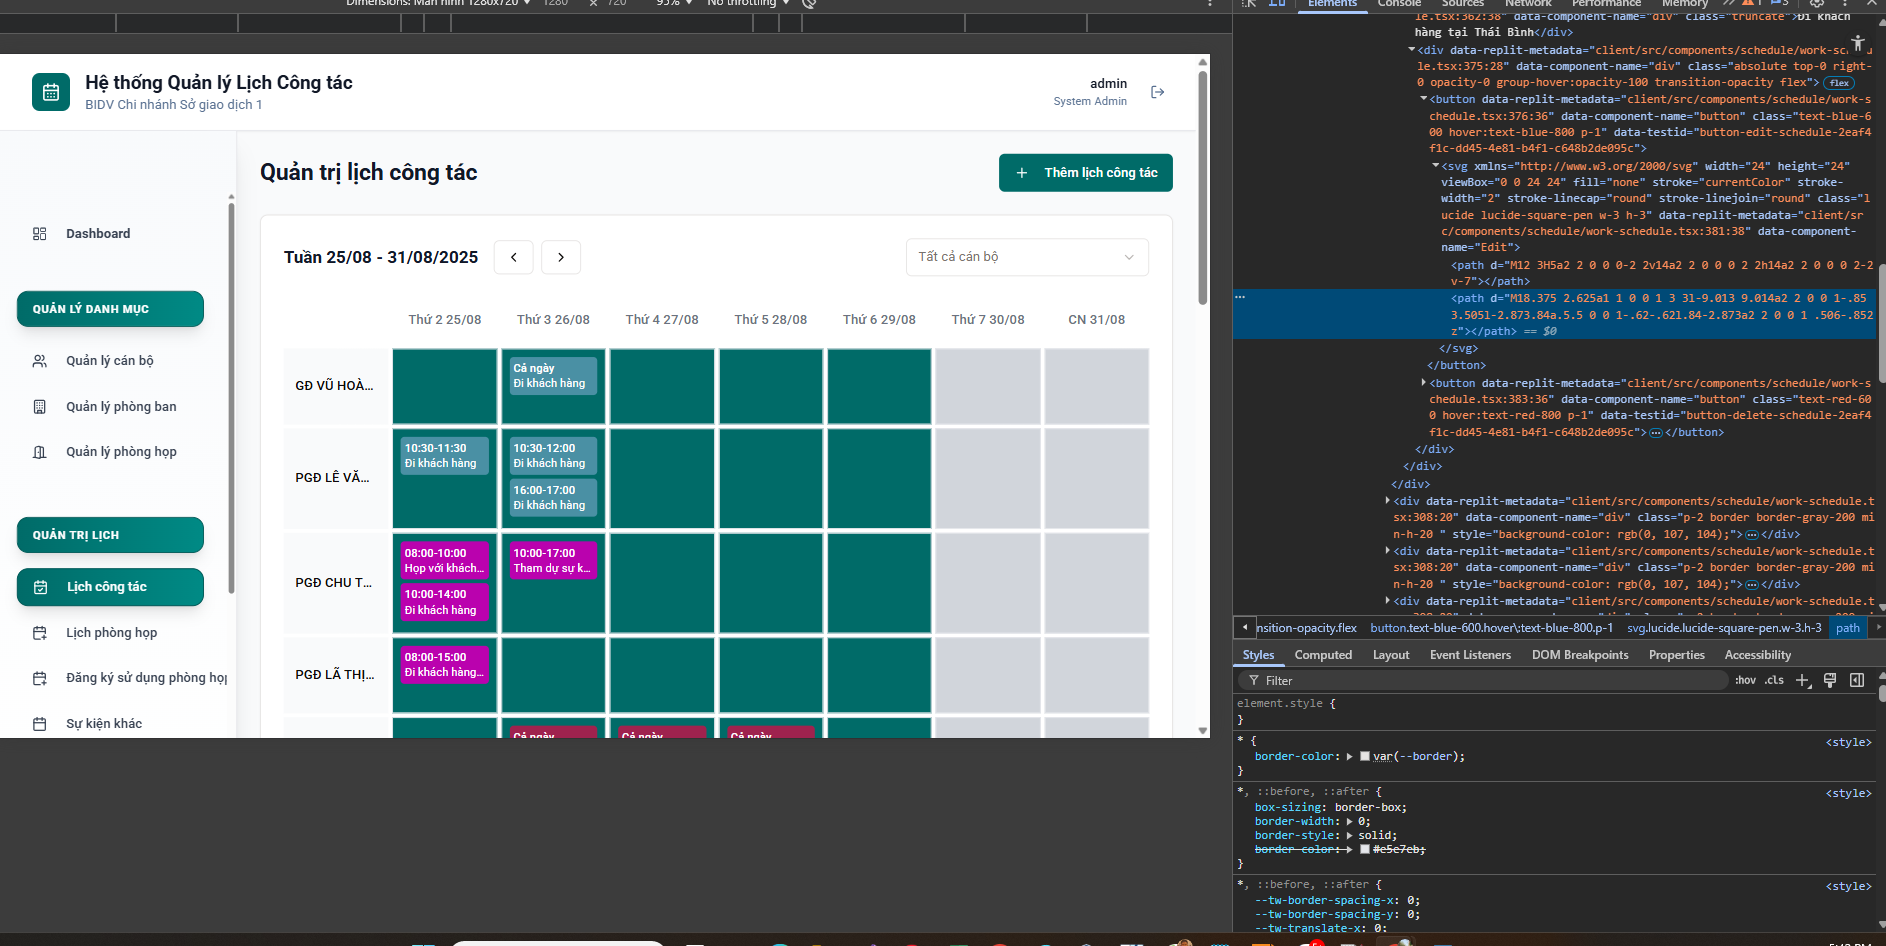 Dimensions: Màn hình 1280x720 ▾ 1280 × 720 95% ▾ No throttling ▾
Hệ thống Quản lý Lịch Công tác
BIDV Chi nhánh Sở giao dịch 1
admin
System Admin
Dashboard
QUẢN LÝ DANH MỤC
Quản lý cán bộ
Quản lý phòng ban
Quản lý phòng họp
QUẢN TRỊ LỊCH
Lịch công tác
Lịch phòng họp
Đăng ký sử dụng phòng họp
Sự kiện khác
Quản trị lịch công tác
+ Thêm lịch công tác
Tuần 25/08 - 31/08/2025
Tất cả cán bộ
Thứ 2 25/08 Thứ 3 26/08 Thứ 4 27/08 Thứ 5 28/08 Thứ 6 29/08 Thứ 7 30/08 CN 31/08
GĐ VŨ HOÀ...
Cả ngày
Đi khách hàng
PGĐ LÊ VĂ...
10:30-11:30
Đi khách hàng
10:30-12:00
Đi khách hàng
16:00-17:00
Đi khách hàng
PGĐ CHU T...
08:00-10:00
Họp với khách...
10:00-14:00
Đi khách hàng
10:00-17:00
Tham dự sự k...
PGĐ LÃ THỊ...
08:00-15:00
Đi khách hàng...
Cả ngày
Cả ngày
Cả ngày
Elements Console Sources Network Performance Memory
le.tsx:362:38" data-component-name="div" class="truncate">Đi khách
hàng tại Thái Bình</div>
<div data-replit-metadata="client/src/components/schedule/work-schedu
le.tsx:375:28" data-component-name="div" class="absolute top-0 right-
0 opacity-0 group-hover:opacity-100 transition-opacity flex"> flex
<button data-replit-metadata="client/src/components/schedule/work-s
chedule.tsx:376:36" data-component-name="button" class="text-blue-6
00 hover:text-blue-800 p-1" data-testid="button-edit-schedule-2eaf4
f1c-dd45-4e81-b4f1-c648b2de095c">
<svg xmlns="http://www.w3.org/2000/svg" width="24" height="24"
viewBox="0 0 24 24" fill="none" stroke="currentColor" stroke-
width="2" stroke-linecap="round" stroke-linejoin="round" class="l
ucide lucide-square-pen w-3 h-3" data-replit-metadata="client/sr
c/components/schedule/work-schedule.tsx:381:38" data-component-
name="Edit">
<path d="M12 3H5a2 2 0 0 0-2 2v14a2 2 0 0 0 2 2h14a2 2 0 0 0 2-2
v-7"></path>
<path d="M18.375 2.625a1 1 0 0 1 3 3l-9.013 9.014a2 2 0 0 1-.85
3.505l-2.873.84a.5.5 0 0 1-.62-.62l.84-2.873a2 2 0 0 1 .506-.852
z"></path> == $0
</svg>
</button>
<button data-replit-metadata="client/src/components/schedule/work-s
chedule.tsx:383:36" data-component-name="button" class="text-red-60
0 hover:text-red-800 p-1" data-testid="button-delete-schedule-2eaf4
f1c-dd45-4e81-b4f1-c648b2de095c">…</button>
</div>
</div>
</div>
<div data-replit-metadata="client/src/components/schedule/work-schedule.t
sx:308:20" data-component-name="div" class="p-2 border border-gray-200 mi
n-h-20 " style="background-color: rgb(0, 107, 104);">…</div>
<div data-replit-metadata="client/src/components/schedule/work-schedule.t
sx:308:20" data-component-name="div" class="p-2 border border-gray-200 mi
n-h-20 " style="background-color: rgb(0, 107, 104);">…</div>
<div data-replit-metadata="client/src/components/schedule/work-schedule.t
nsition-opacity.flex button.text-blue-600.hover\:text-blue-800.p-1 svg.lucide.lucide-square-pen.w-3.h-3 path
Styles Computed Layout Event Listeners DOM Breakpoints Properties Accessibility
Filter :hov .cls
element.style {
}
* { <style>
border-color: var(--border);
}
*, ::before, ::after { <style>
box-sizing: border-box;
border-width: 0;
border-style: solid;
border-color: #e5e7eb;
}
*, ::before, ::after { <style>
--tw-border-spacing-x: 0;
--tw-border-spacing-y: 0;
--tw-translate-x: 0;